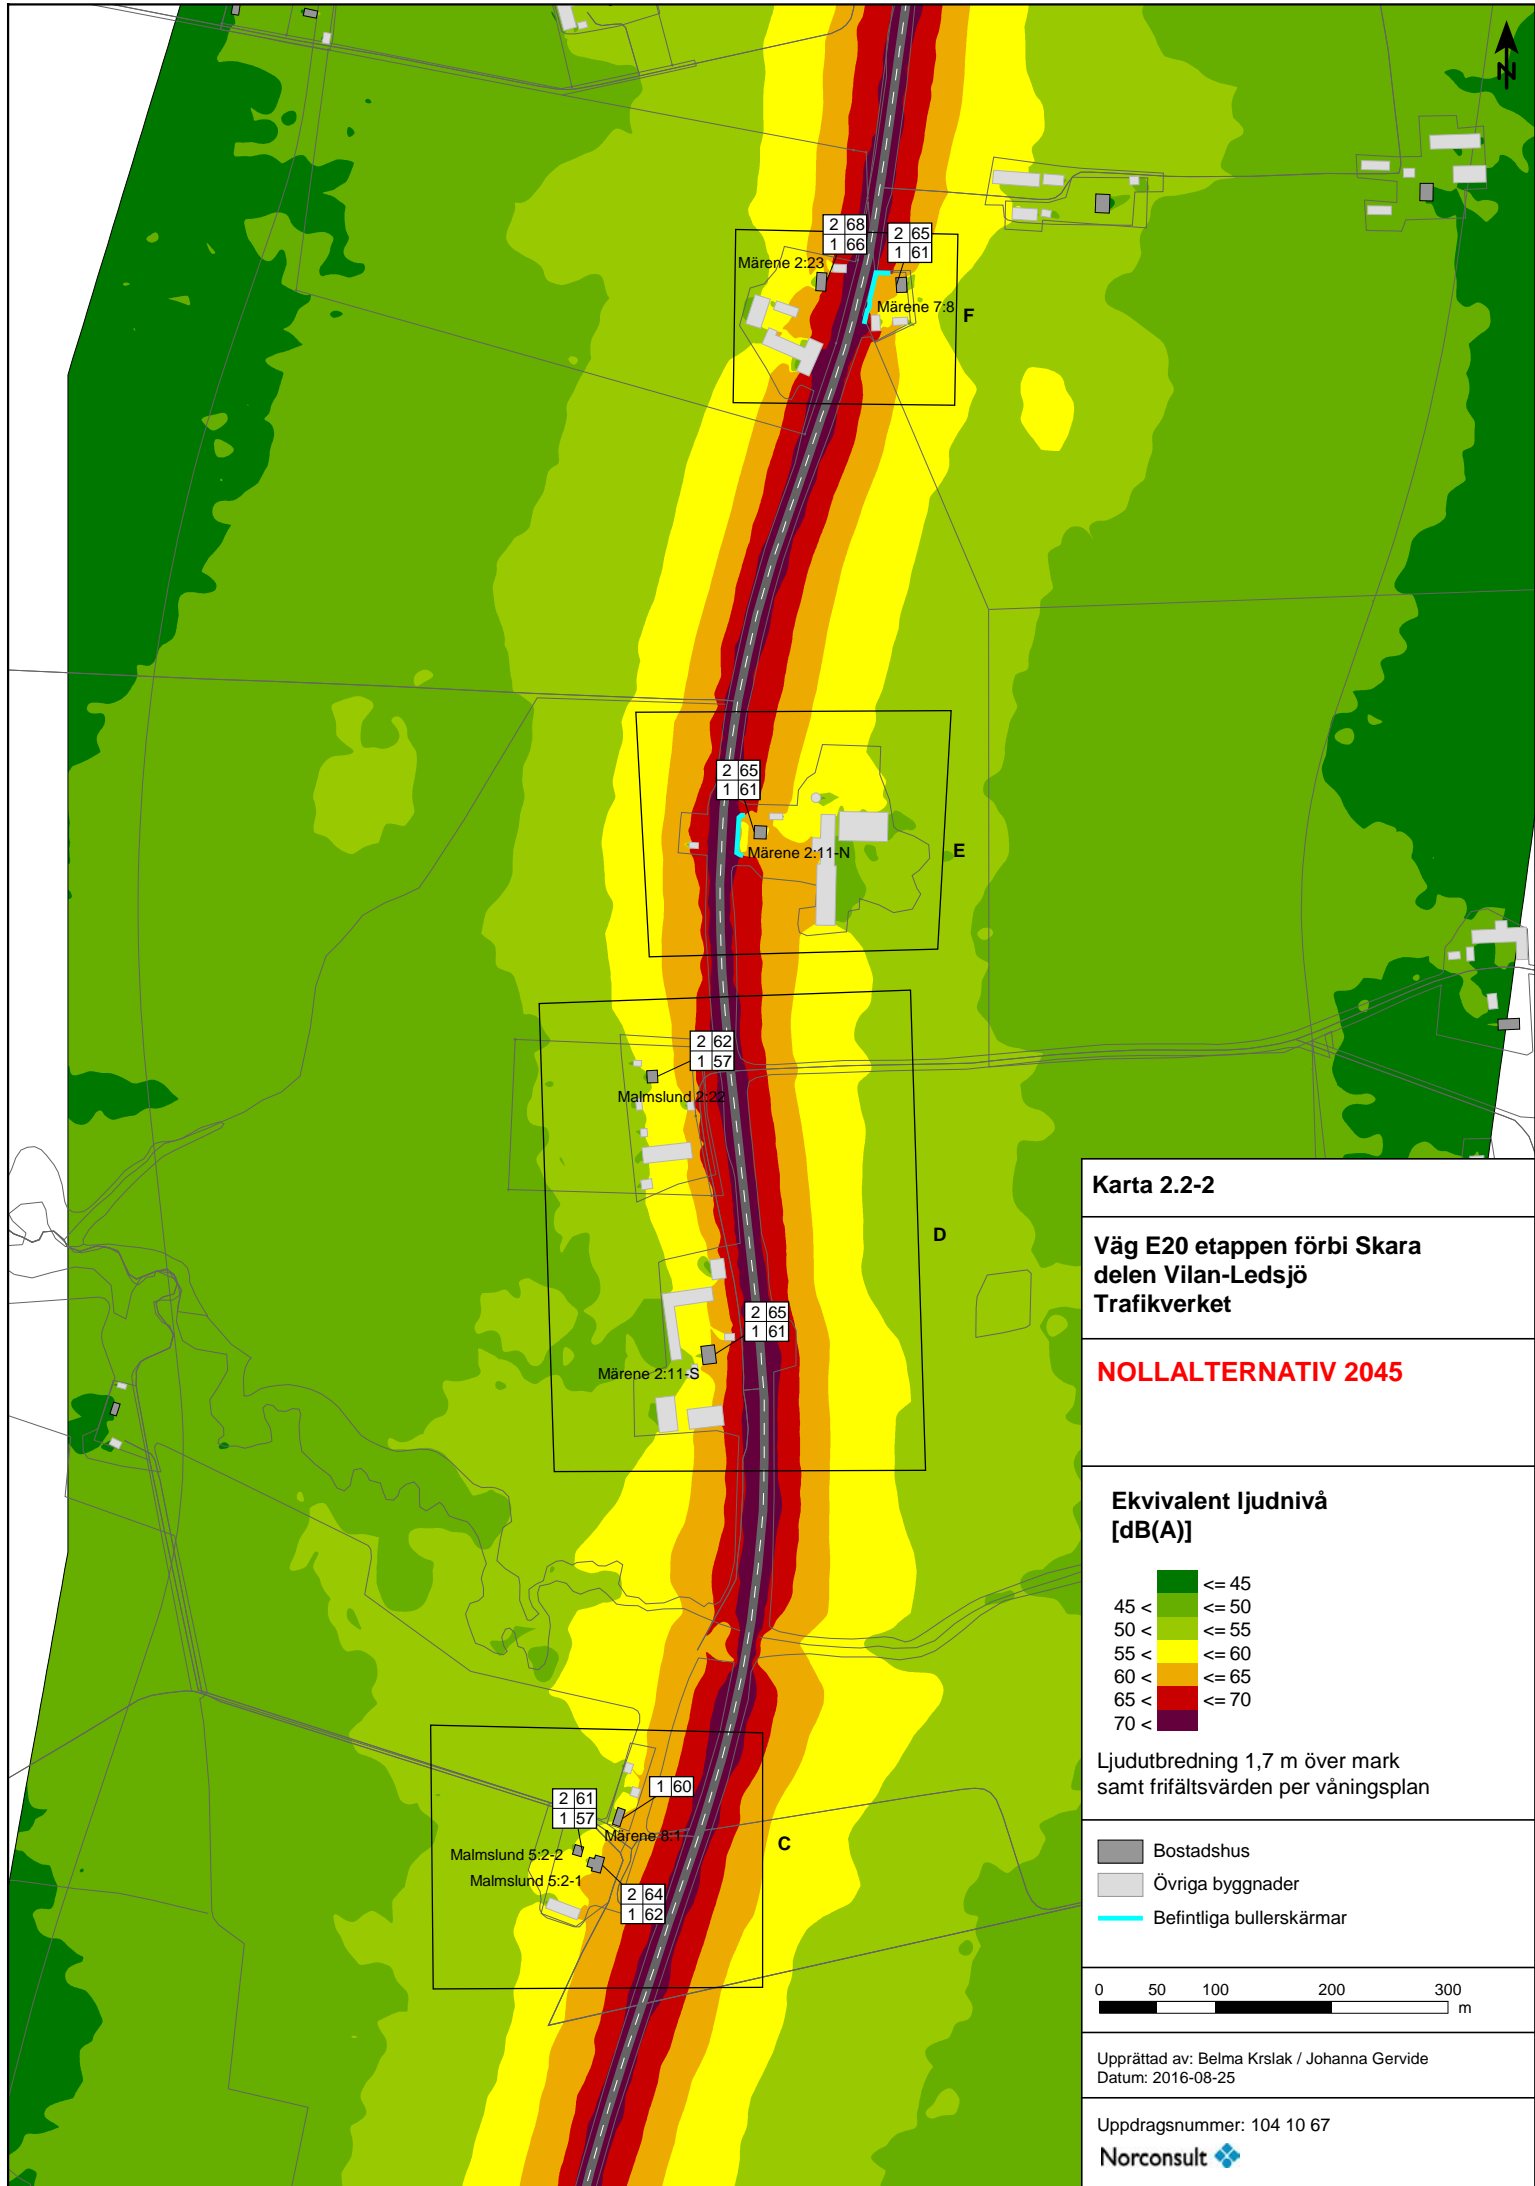 N
2 68
1 66
2 65
1 61
Märene 2:23
Märene 7:8
F
2 65
1 61
Märene 2:11-N
E
2 62
1 57
Malmslund 2:22
D
2 65
1 61
Märene 2:11-S
1 60
2 61
1 57
Märene 8:1
C
Malmslund 5:2-2
Malmslund 5:2-1
2 64
1 62
Karta 2.2-2
Väg E20 etappen förbi Skara
delen Vilan-Ledsjö
Trafikverket
NOLLALTERNATIV 2045
Ekvivalent ljudnivå
[dB(A)]
<= 45
45 < <= 50
50 < <= 55
55 < <= 60
60 < <= 65
65 < <= 70
70 <
Ljudutbredning 1,7 m över mark
samt frifältsvärden per våningsplan
Bostadshus
Övriga byggnader
Befintliga bullerskärmar
0 50 100 200 300
m
Upprättad av: Belma Krslak / Johanna Gervide
Datum: 2016-08-25
Uppdragsnummer: 104 10 67
Norconsult